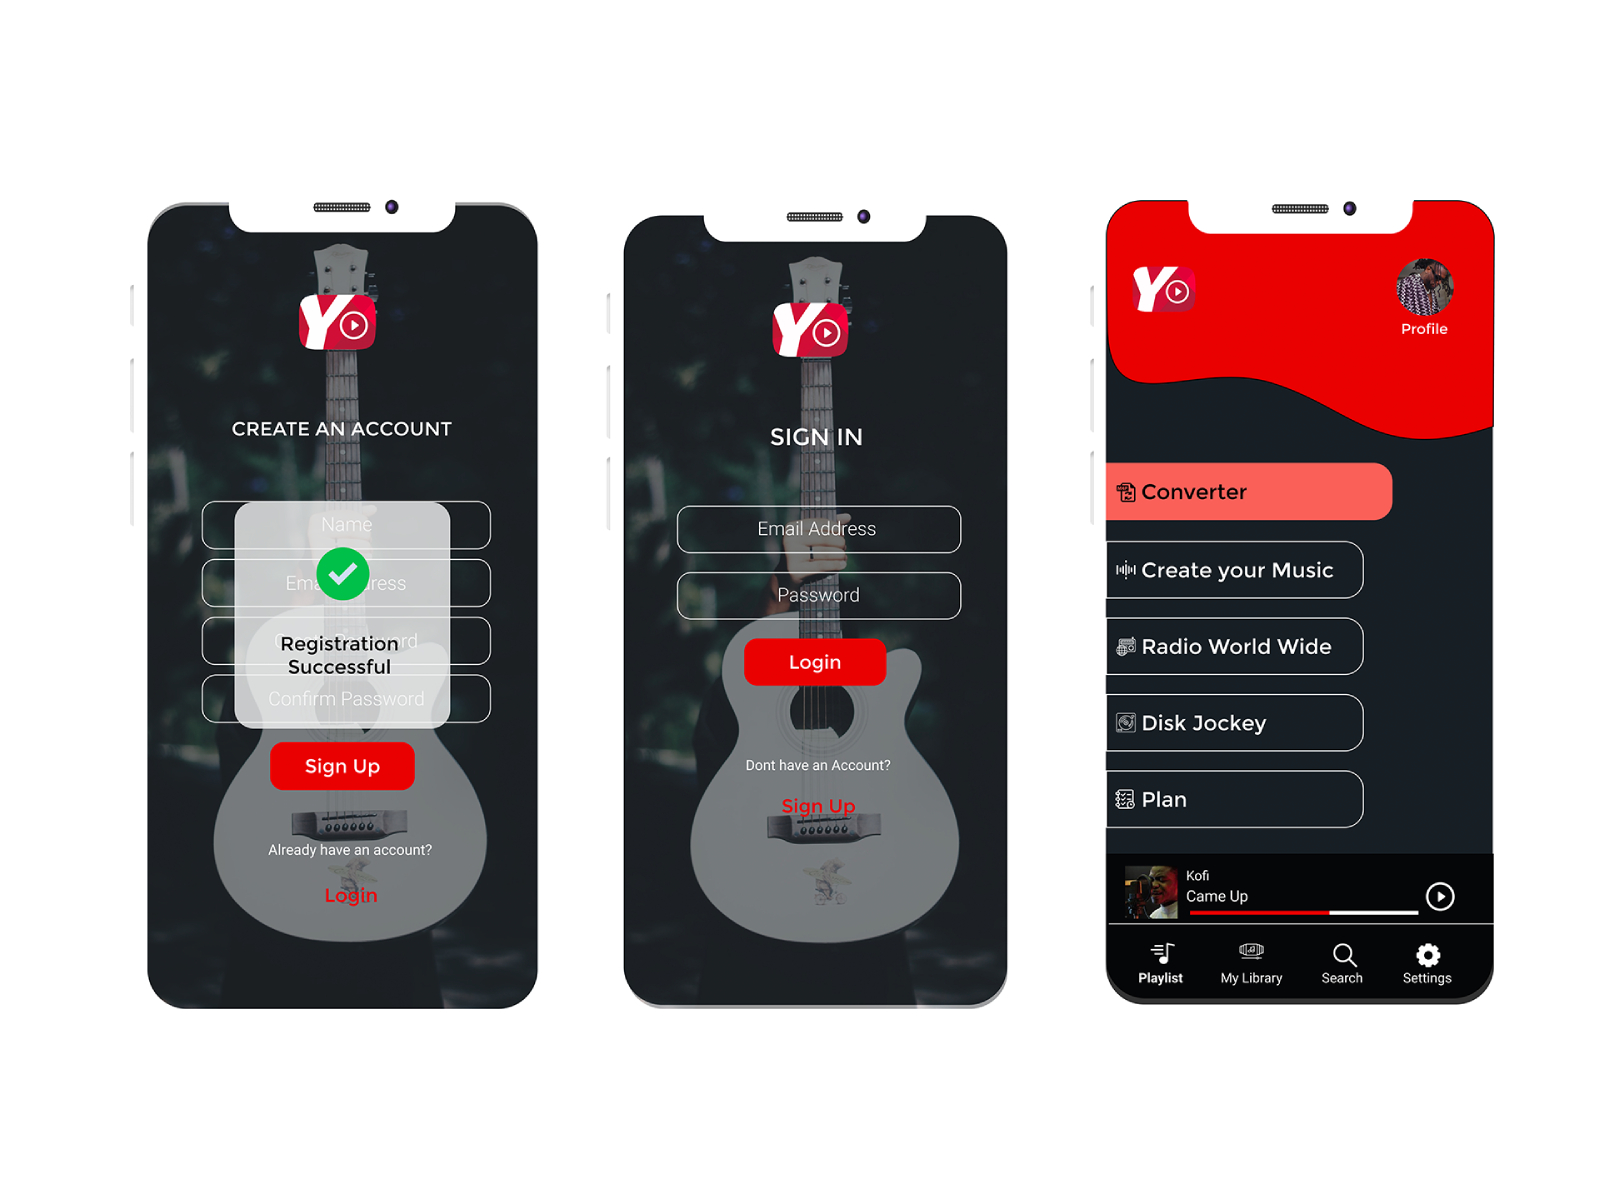 Y
CREATE AN ACCOUNT
Name
Email Address
Registration
Successful
Confirm Password
Sign Up
Already have an account?
Login
Y
SIGN IN
Email Address
Password
Login
Dont have an Account?
Sign Up
Y
Profile
Converter
Create your Music
Radio World Wide
Disk Jockey
Plan
Kofi
Came Up
Playlist
My Library
Search
Settings